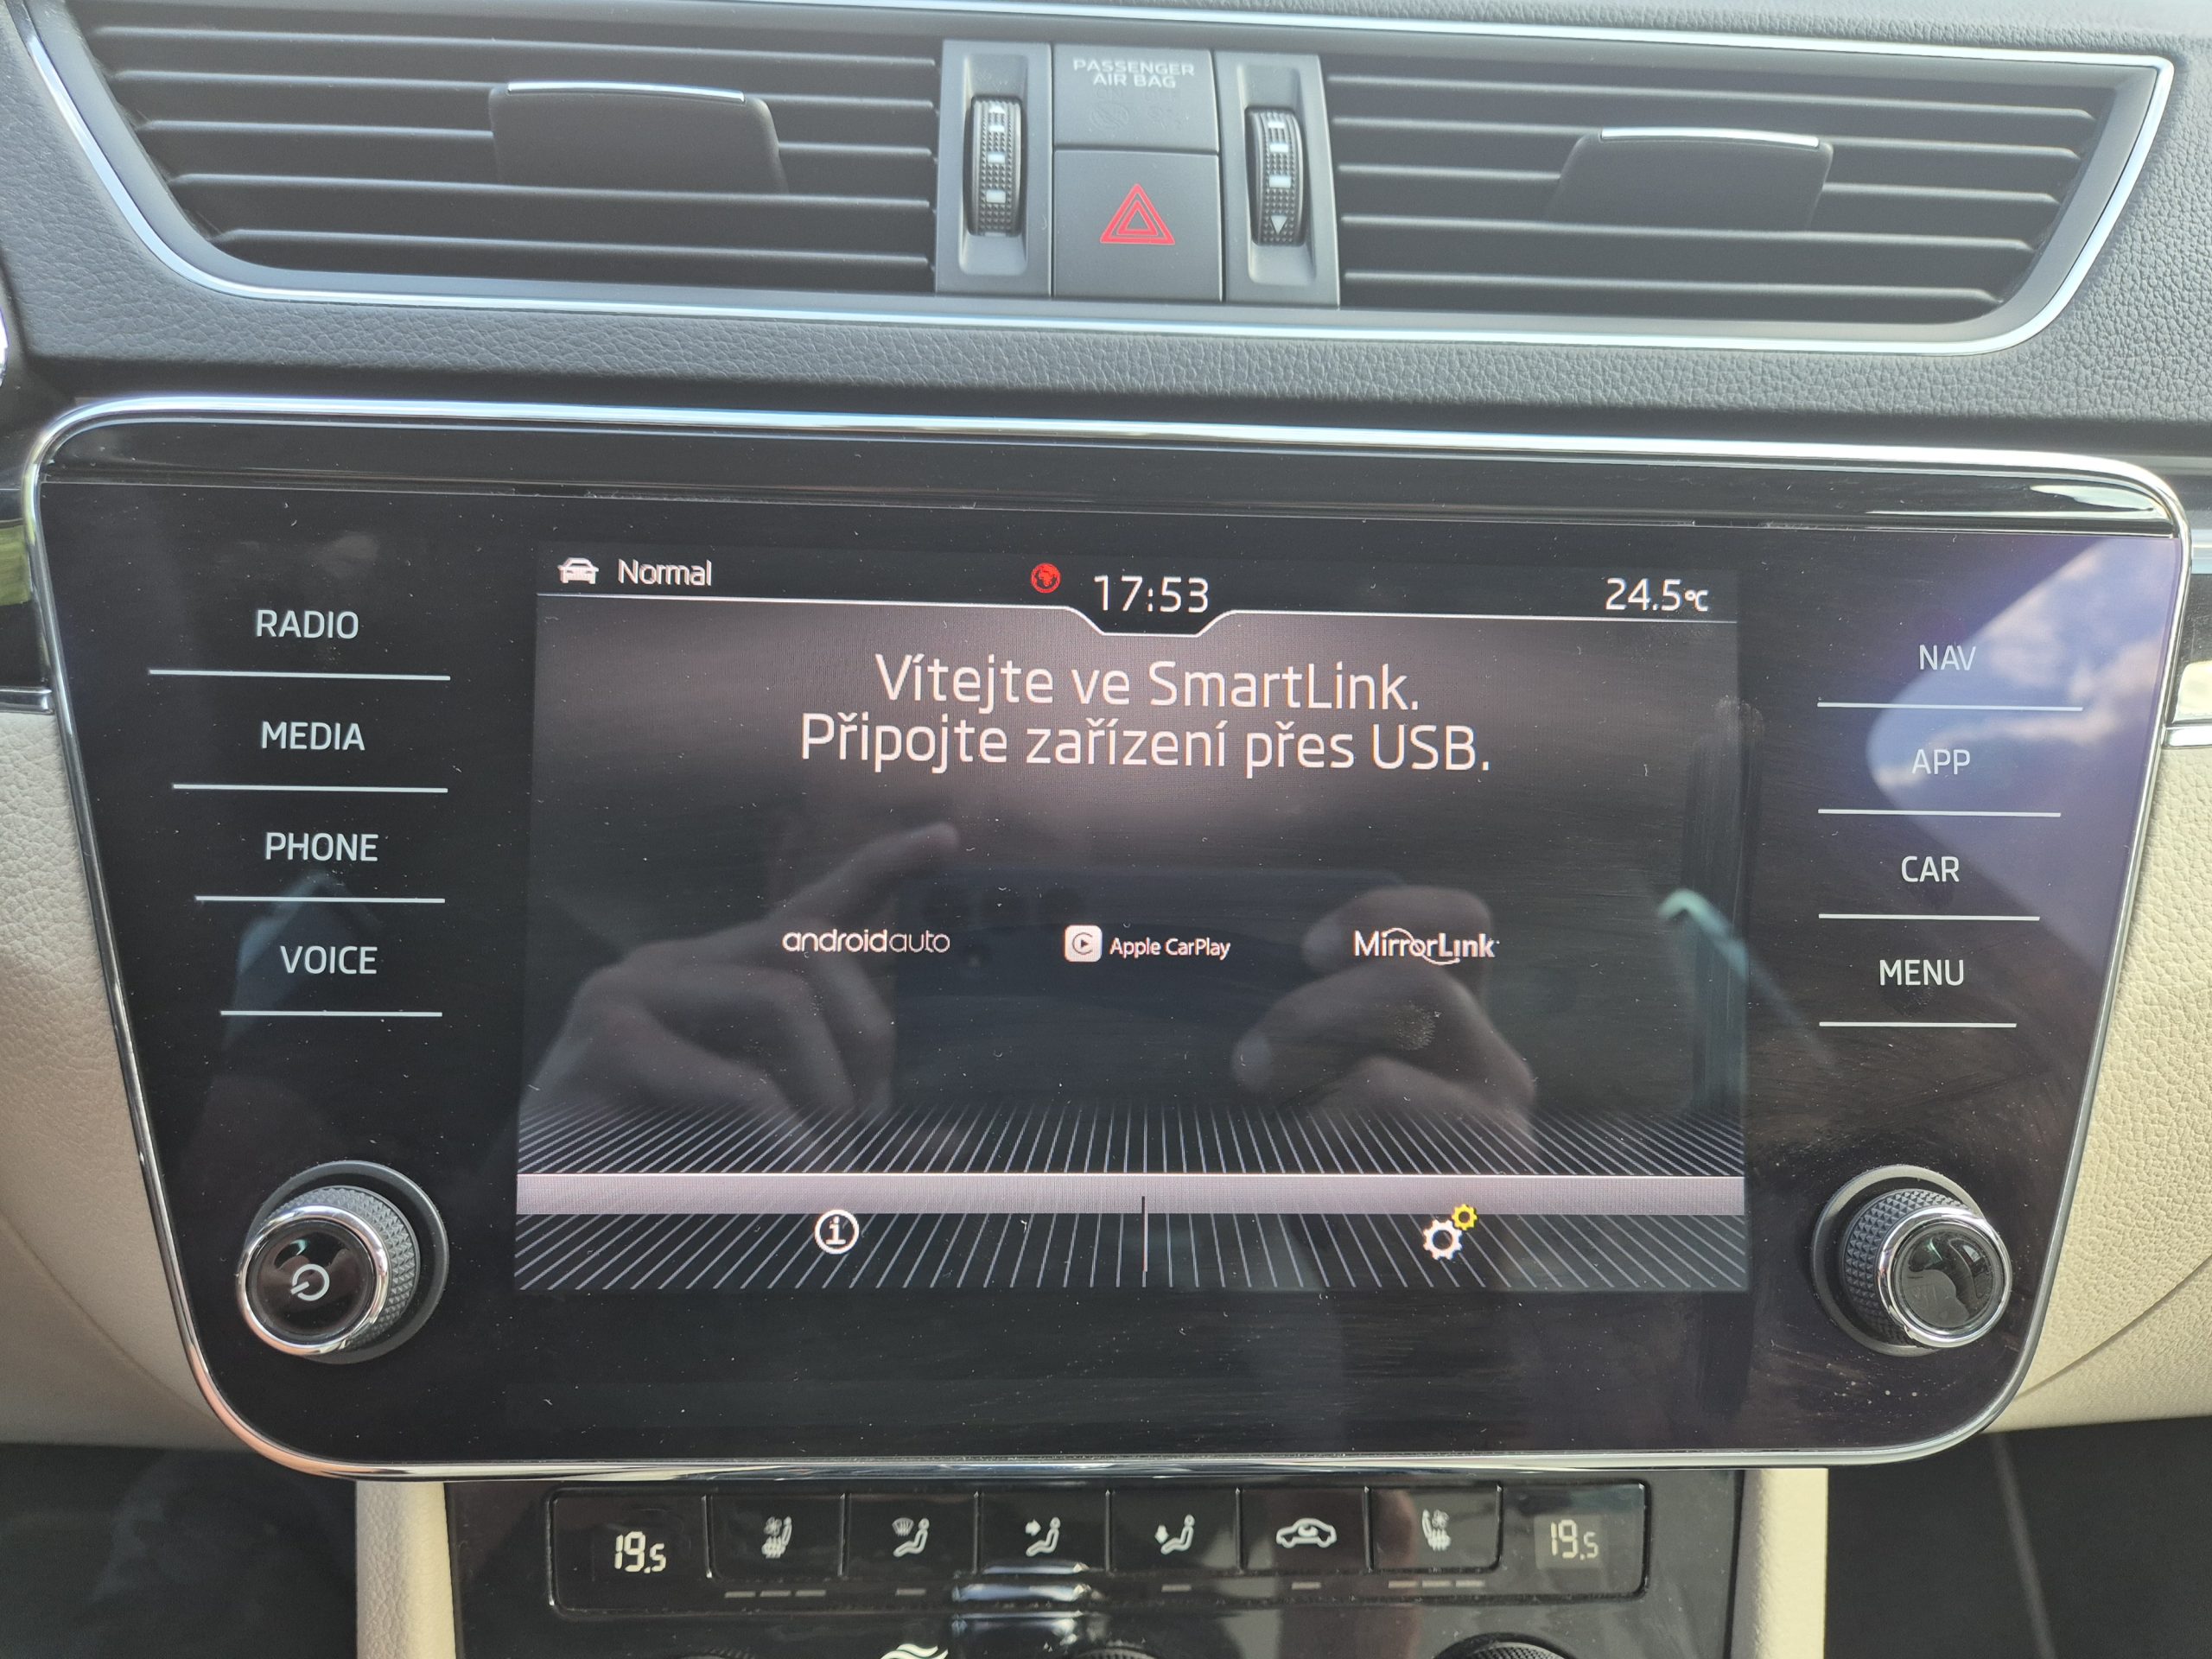 PASSENGER
AIR BAG
Normal
17:53
24.5°C
RADIO
MEDIA
PHONE
VOICE
Vítejte ve SmartLink.
Připojte zařízení přes USB.
androidauto
Apple CarPlay
MirrorLink
NAV
APP
CAR
MENU
19.5
19.5